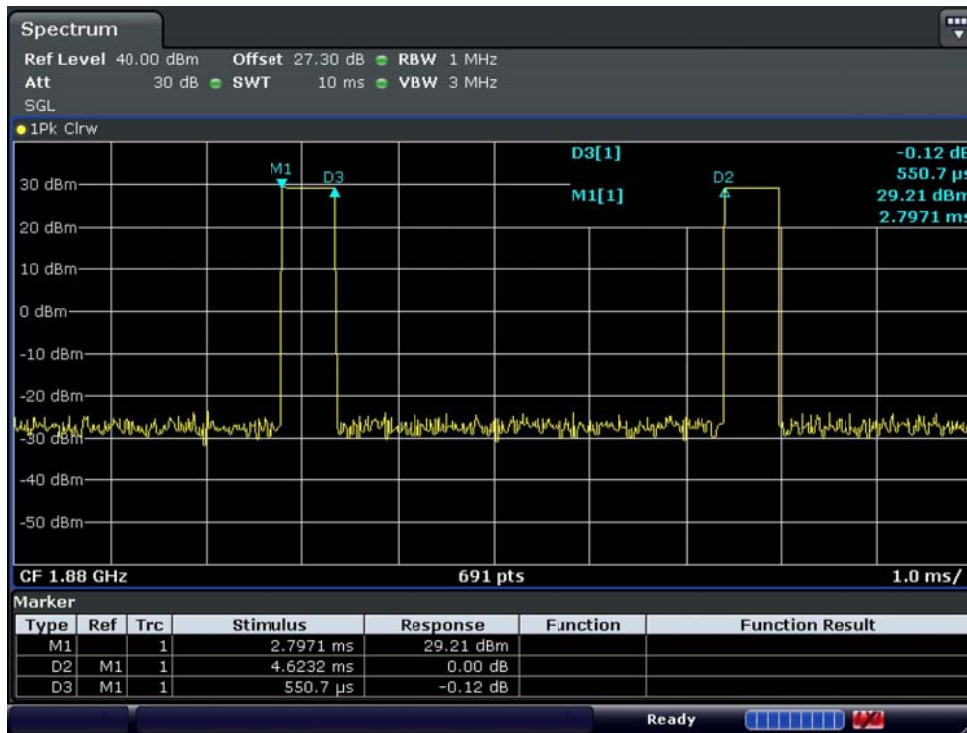 Spectrum
Ref Level 40.00 dBm Offset 27.30 dB RBW 1 MHz
Att 30 dB SWT 10 ms VBW 3 MHz
SGL
1Pk Clrw
D3[1] -0.12 dB
550.7 µs
M1[1] 29.21 dBm
2.7971 ms
M1
D3
D2
30 dBm
20 dBm
10 dBm
0 dBm
-10 dBm
-20 dBm
-30 dBm
-40 dBm
-50 dBm
CF 1.88 GHz 691 pts 1.0 ms/
Marker
Type Ref Trc Stimulus Response Function Function Result
M1 1 2.7971 ms 29.21 dBm
D2 M1 1 4.6232 ms 0.00 dB
D3 M1 1 550.7 µs -0.12 dB
Ready